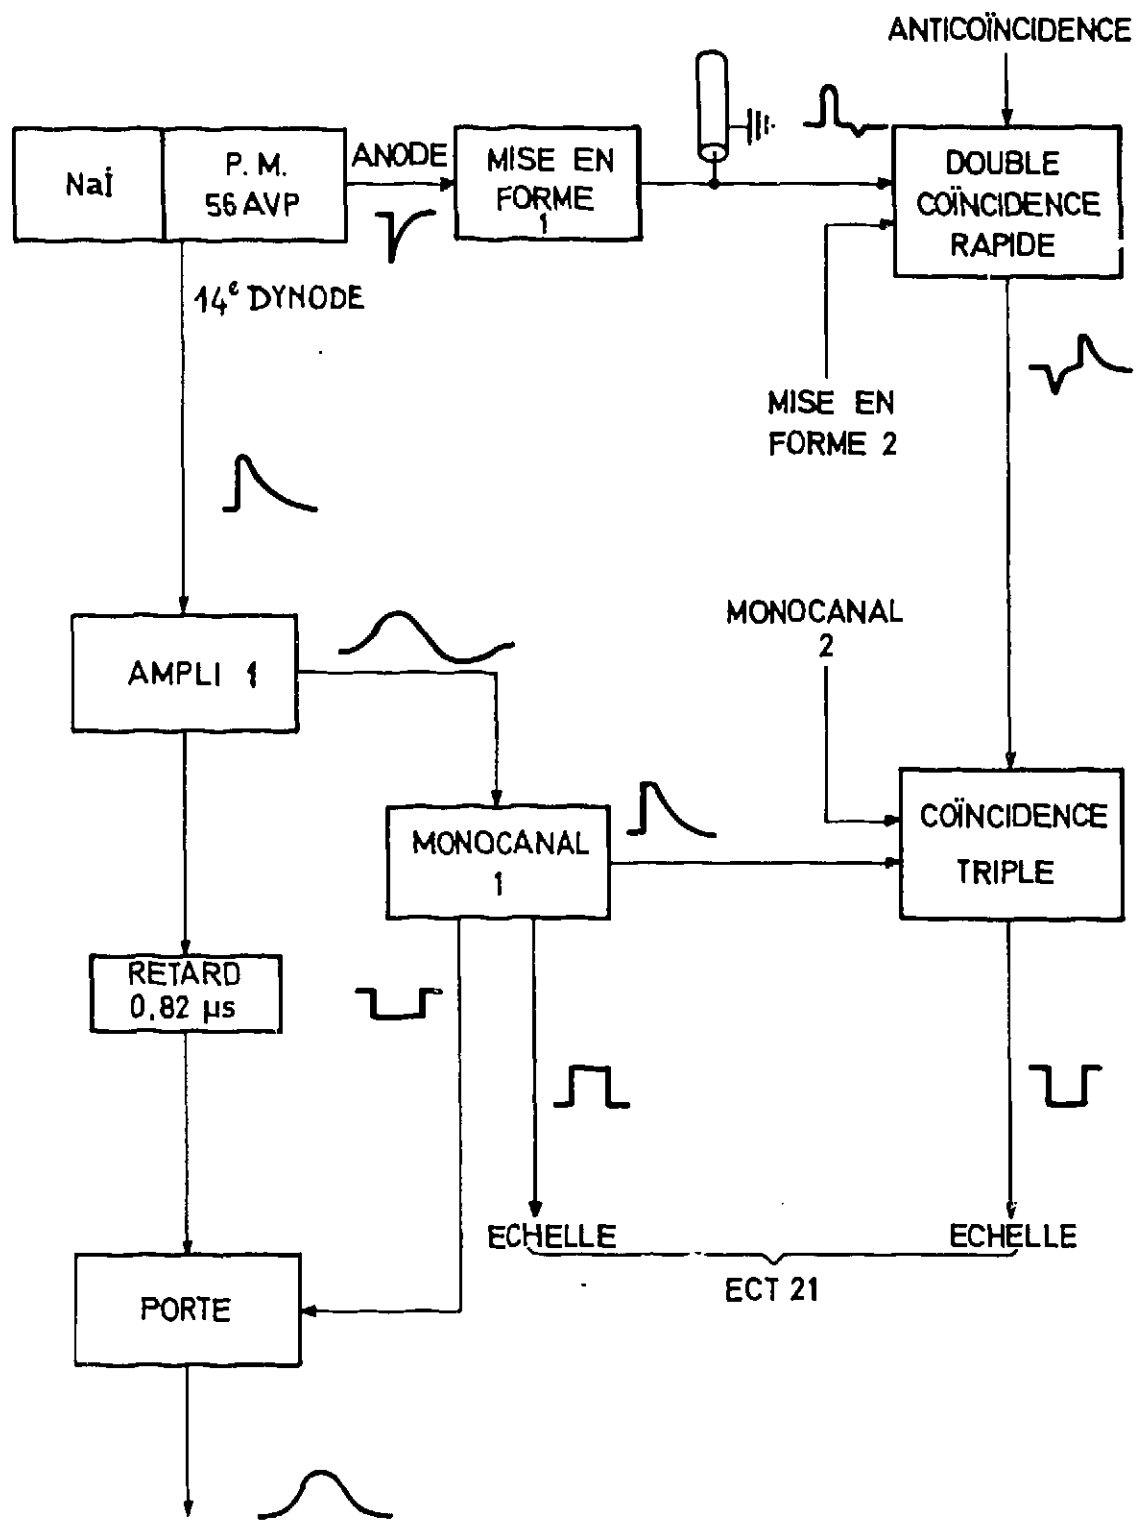 ANTICOÏNCIDENCE
NaI
P. M.
56 AVP
ANODE
MISE EN
FORME
1
DOUBLE
COÏNCIDENCE
RAPIDE
14e DYNODE
MISE EN
FORME 2
MONOCANAL
2
AMPLI 1
MONOCANAL
1
COÏNCIDENCE
TRIPLE
RETARD
0,82 µs
ECHELLE
ECHELLE
ECT 21
PORTE